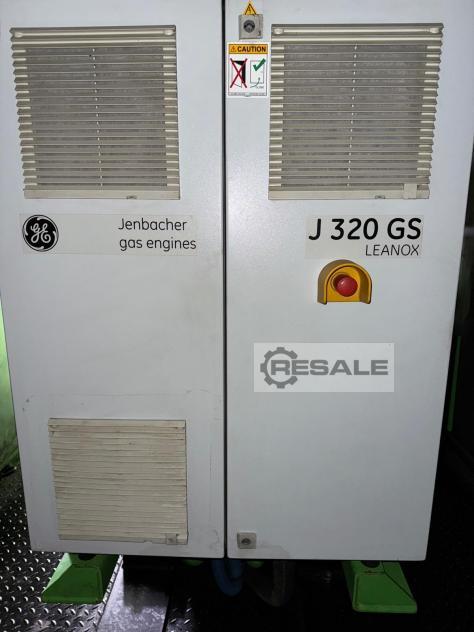 CAUTION
GE
Jenbacher
gas engines
J 320 GS
LEANOX
RESALE